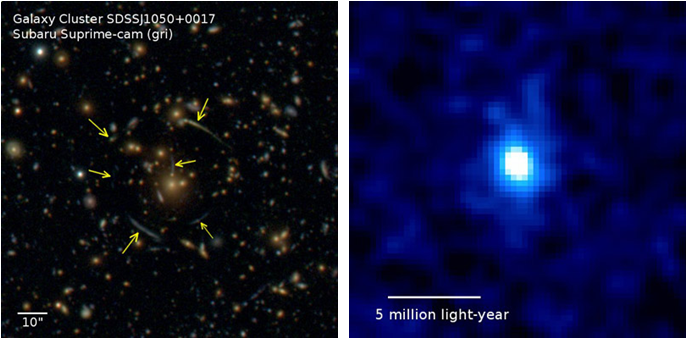 Galaxy Cluster SDSSJ1050+0017
Subaru Suprime-cam (gri)
10"
5 million light-year